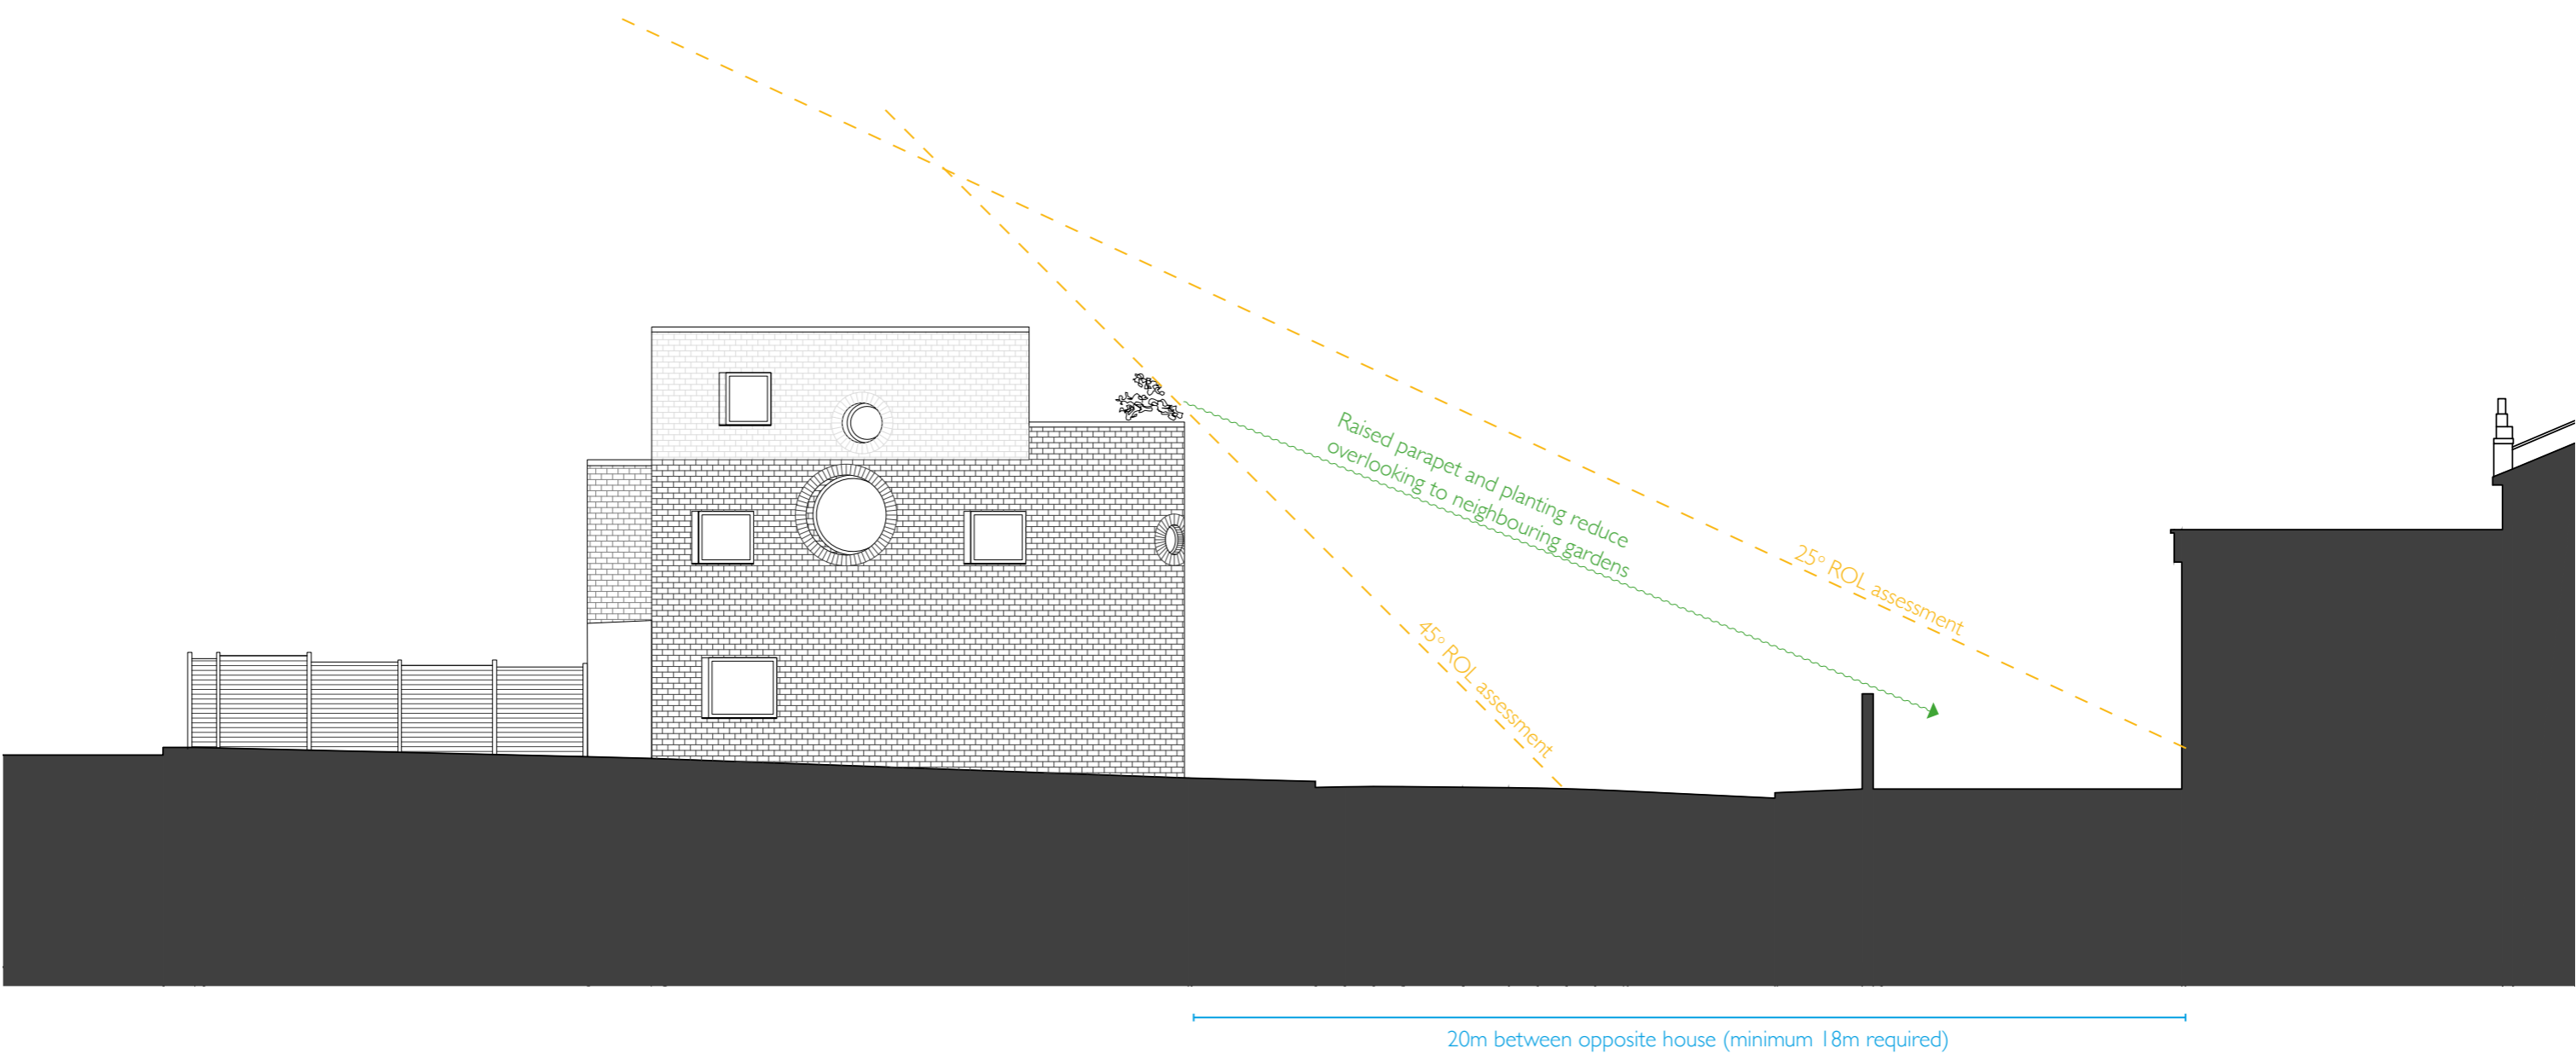 Raised parapet and planting reduce
overlooking to neighbouring gardens
25° ROL assessment
45° ROL assessment
20m between opposite house (minimum 18m required)